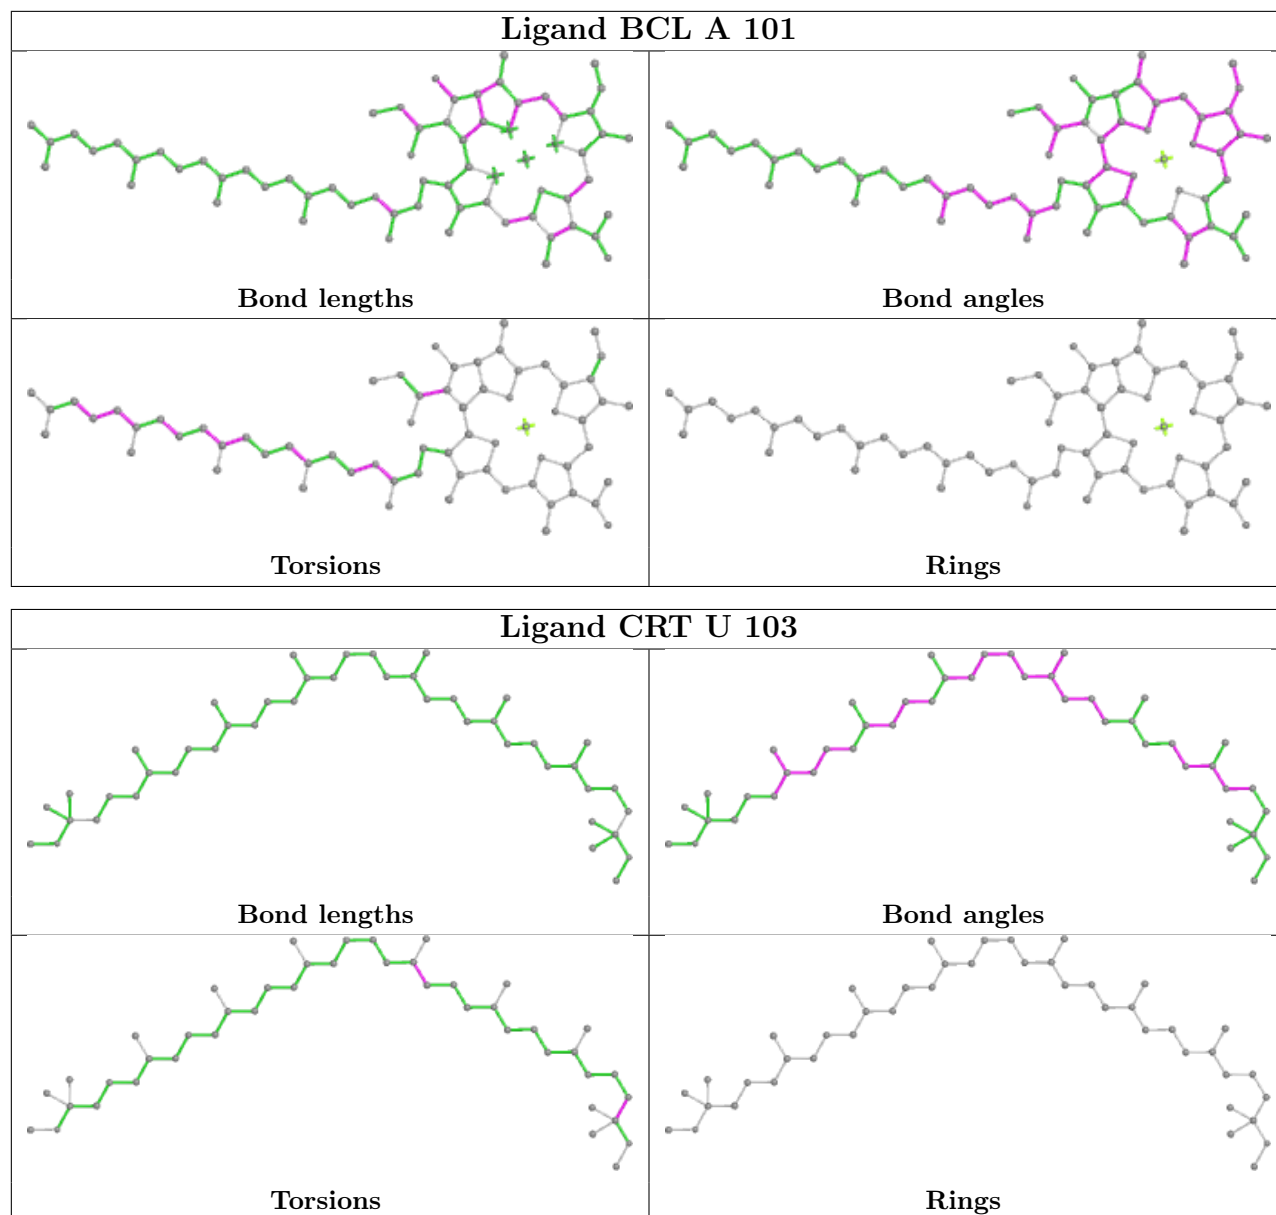 Ligand BCL A 101
Bond lengths
Bond angles
Torsions
Rings
Ligand CRT U 103
Bond lengths
Bond angles
Torsions
Rings